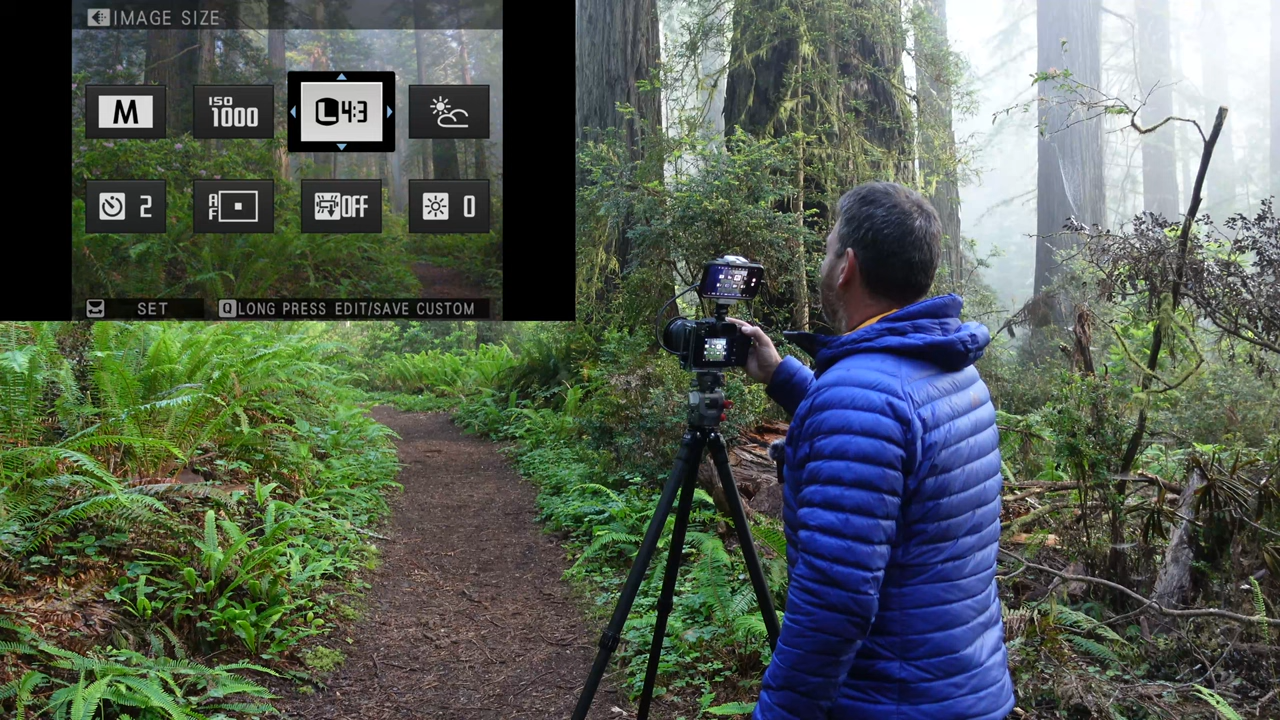 IMAGE SIZE
M
ISO
1000
L 4:3
2
AF
OFF
0
SET
Q LONG PRESS EDIT/SAVE CUSTOM